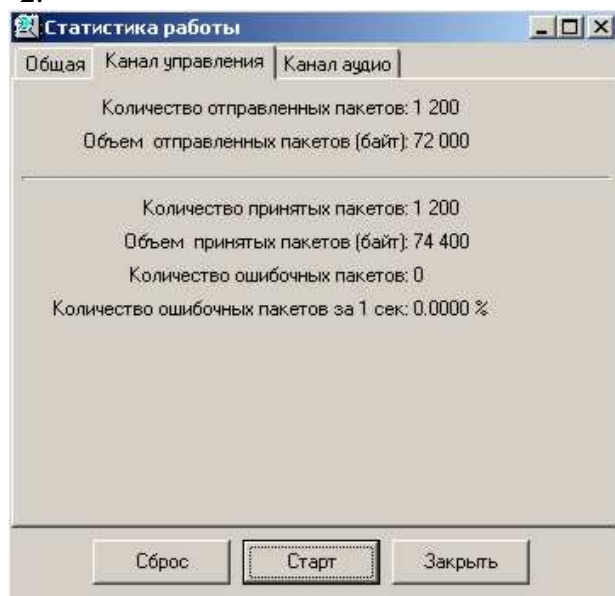 2.
Статистика работы
Общая Канал управления Канал аудио
Количество отправленных пакетов: 1 200
Объем отправленных пакетов (байт): 72 000
Количество принятых пакетов: 1 200
Объем принятых пакетов (байт): 74 400
Количество ошибочных пакетов: 0
Количество ошибочных пакетов за 1 сек: 0.0000 %
Сброс Старт Закрыть